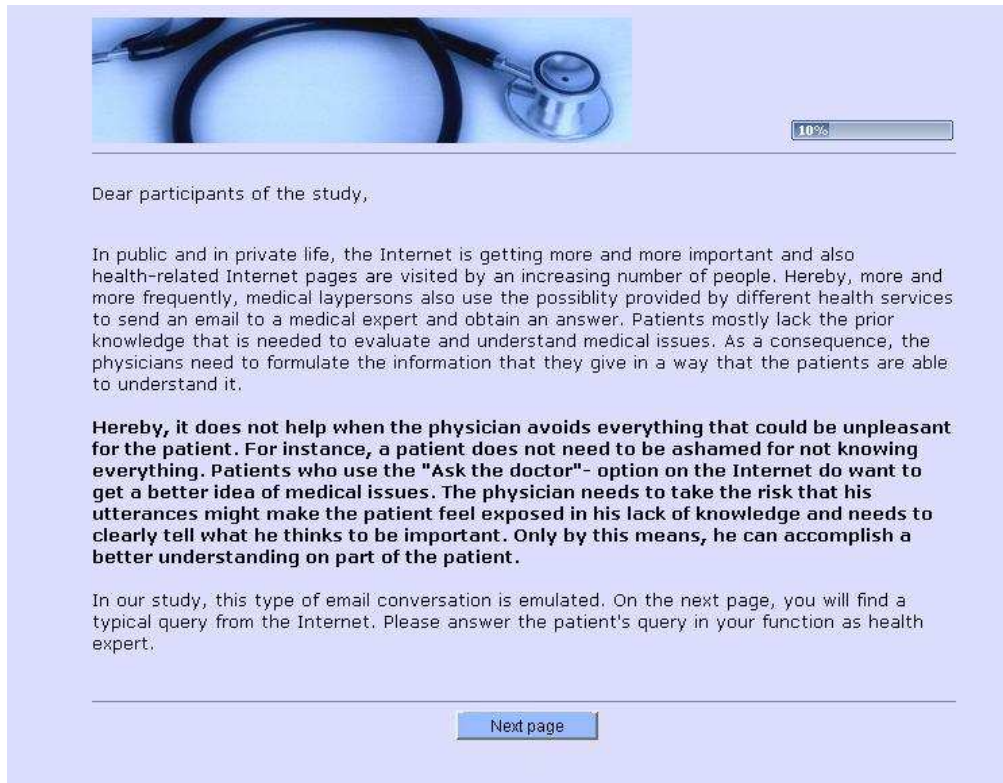 10%
Dear participants of the study,
In public and in private life, the Internet is getting more and more important and also
health-related Internet pages are visited by an increasing number of people. Hereby, more and
more frequently, medical laypersons also use the possiblity provided by different health services
to send an email to a medical expert and obtain an answer. Patients mostly lack the prior
knowledge that is needed to evaluate and understand medical issues. As a consequence, the
physicians need to formulate the information that they give in a way that the patients are able
to understand it.
Hereby, it does not help when the physician avoids everything that could be unpleasant
for the patient. For instance, a patient does not need to be ashamed for not knowing
everything. Patients who use the "Ask the doctor"- option on the Internet do want to
get a better idea of medical issues. The physician needs to take the risk that his
utterances might make the patient feel exposed in his lack of knowledge and needs to
clearly tell what he thinks to be important. Only by this means, he can accomplish a
better understanding on part of the patient.
In our study, this type of email conversation is emulated. On the next page, you will find a
typical query from the Internet. Please answer the patient's query in your function as health
expert.
Next page